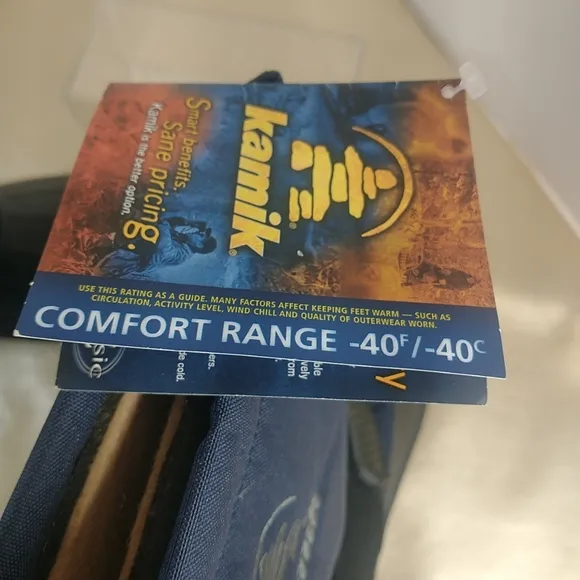 Smart benefits.
Sane pricing.
Kamik is the better option.
kamik®
USE THIS RATING AS A GUIDE. MANY FACTORS AFFECT KEEPING FEET WARM — SUCH AS
CIRCULATION, ACTIVITY LEVEL, WIND CHILL AND QUALITY OF OUTERWEAR WORN.
COMFORT RANGE -40F/-40C